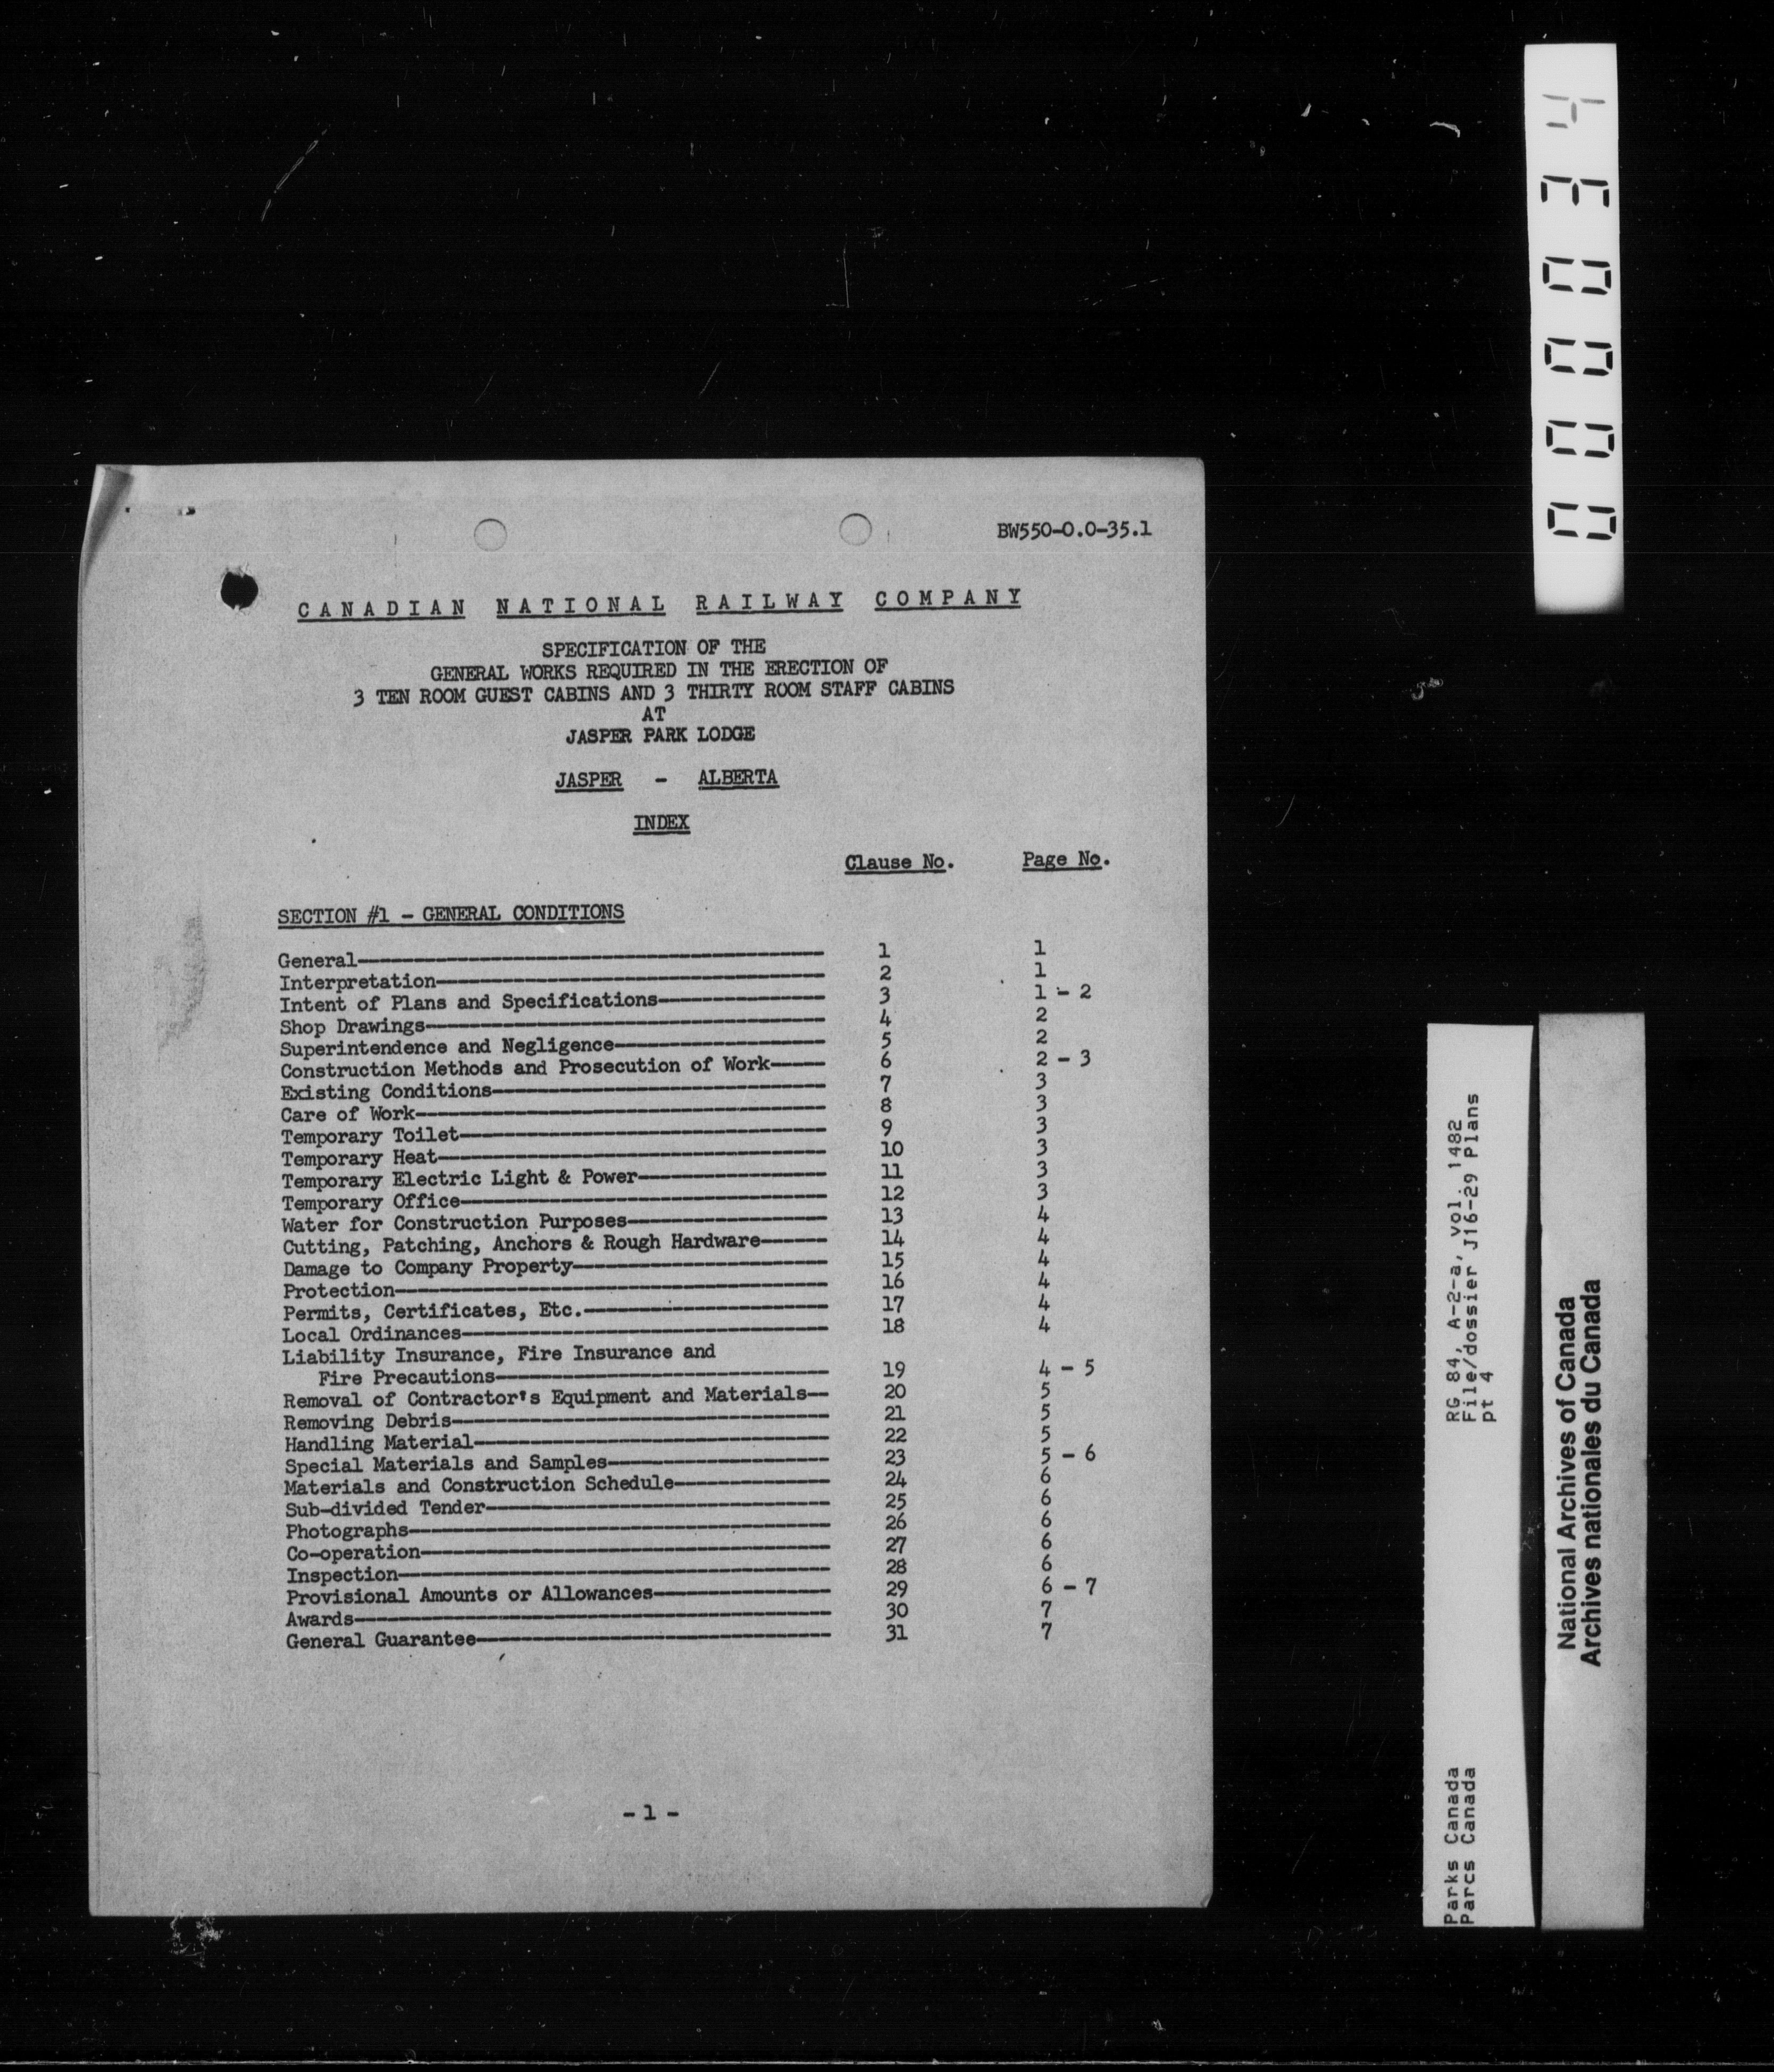 BW550-0.0-35.1
CANADIAN NATIONAL RAILWAY COMPANY
SPECIFICATION OF THE
GENERAL WORKS REQUIRED IN THE ERECTION OF
3 TEN ROOM GUEST CABINS AND 3 THIRTY ROOM STAFF CABINS
AT
JASPER PARK LODGE
JASPER - ALBERTA
INDEX
Clause No. Page No.
SECTION #1 - GENERAL CONDITIONS
General 1 1
Interpretation 2 1
Intent of Plans and Specifications 3 1 - 2
Shop Drawings 4 2
Superintendence and Negligence 5 2
Construction Methods and Prosecution of Work 6 2 - 3
Existing Conditions 7 3
Care of Work 8 3
Temporary Toilet 9 3
Temporary Heat 10 3
Temporary Electric Light & Power 11 3
Temporary Office 12 3
Water for Construction Purposes 13 4
Cutting, Patching, Anchors & Rough Hardware 14 4
Damage to Company Property 15 4
Protection 16 4
Permits, Certificates, Etc. 17 4
Local Ordinances 18 4
Liability Insurance, Fire Insurance and
Fire Precautions 19 4 - 5
Removal of Contractor's Equipment and Materials 20 5
Removing Debris 21 5
Handling Material 22 5
Special Materials and Samples 23 5 - 6
Materials and Construction Schedule 24 6
Sub-divided Tender 25 6
Photographs 26 6
Co-operation 27 6
Inspection 28 6
Provisional Amounts or Allowances 29 6 - 7
Awards 30 7
General Guarantee 31 7
- 1 -
000034
Parks Canada
Parcs Canada
RG 84, A-2-a, vol. 1482
File/dossier J16-29 Plans
pt 4
National Archives of Canada
Archives nationales du Canada